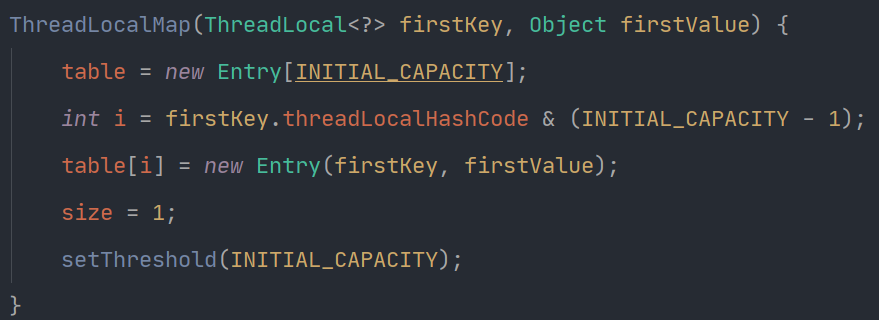 ThreadLocalMap(ThreadLocal<?> firstKey, Object firstValue) {
    table = new Entry[INITIAL_CAPACITY];
    int i = firstKey.threadLocalHashCode & (INITIAL_CAPACITY - 1);
    table[i] = new Entry(firstKey, firstValue);
    size = 1;
    setThreshold(INITIAL_CAPACITY);
}